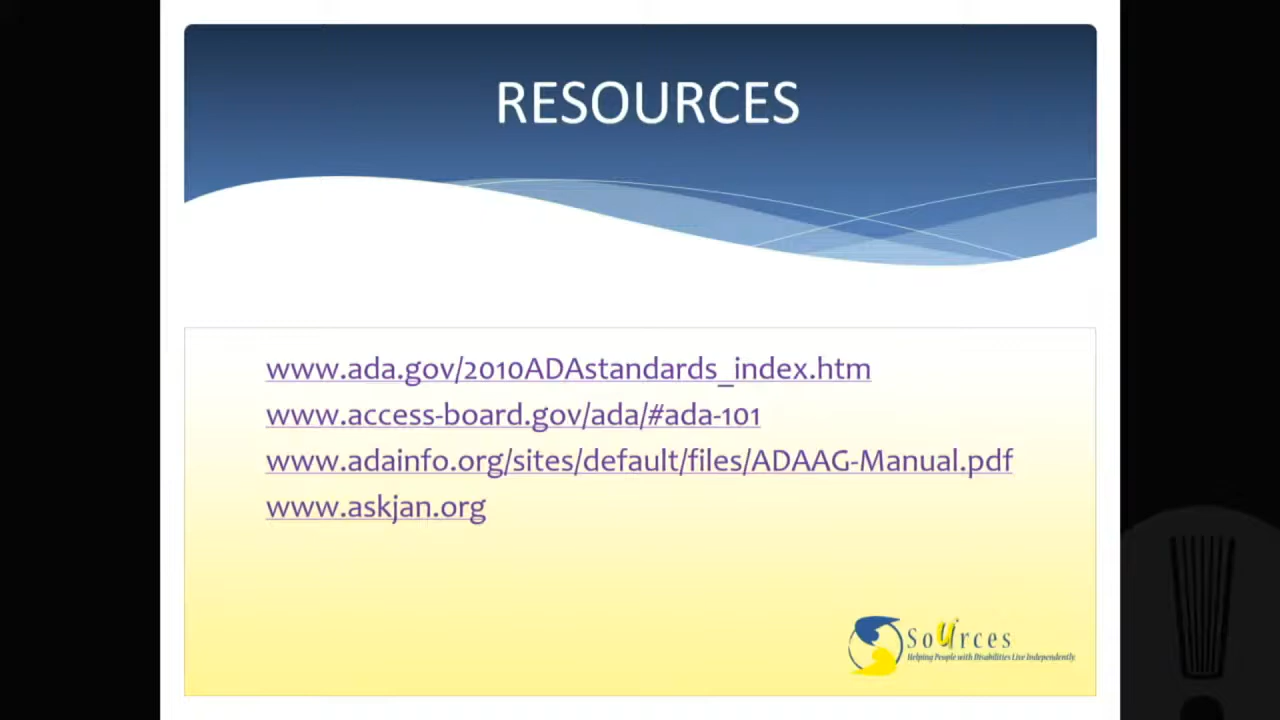 RESOURCES
www.ada.gov/2010ADAstandards_index.htm
www.access-board.gov/ada/#ada-101
www.adainfo.org/sites/default/files/ADAAG-Manual.pdf
www.askjan.org
SoUrces
Helping People with Disabilities Live Independently